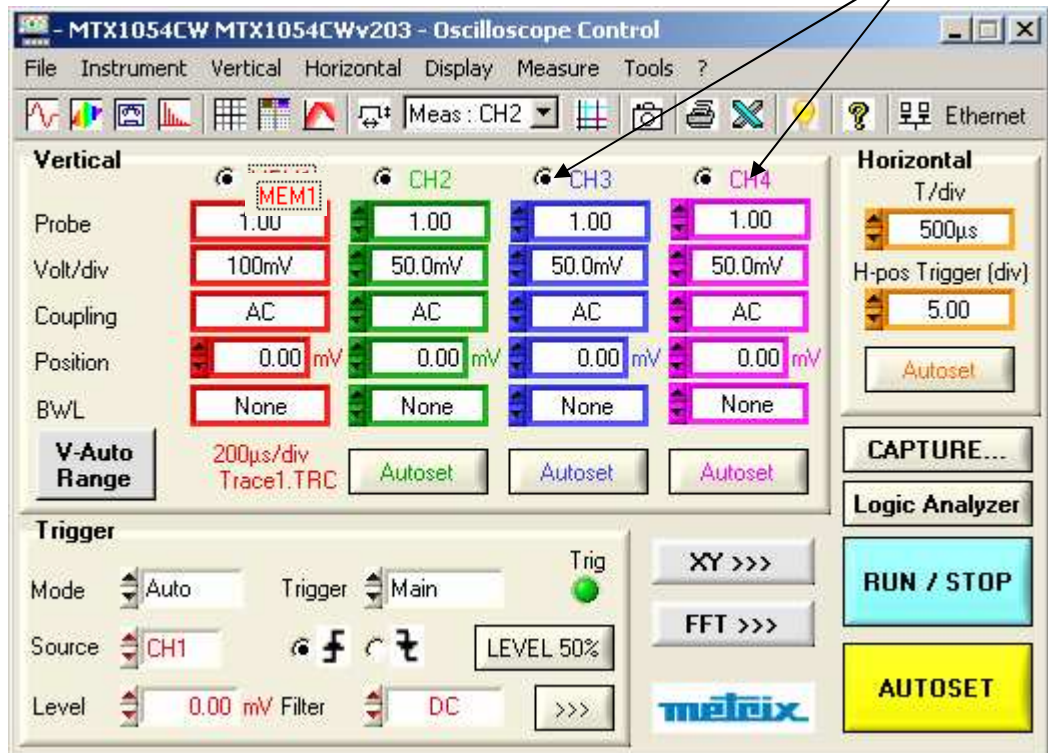 - MTX1054CW MTX1054CWv203 - Oscilloscope Control
File Instrument Vertical Horizontal Display Measure Tools ?
Meas : CH2 Ethernet
Vertical
MEM1 CH2 CH3 CH4
Probe 1.00 1.00 1.00 1.00
Volt/div 100mV 50.0mV 50.0mV 50.0mV
Coupling AC AC AC AC
Position 0.00 mV 0.00 mV 0.00 mV 0.00 mV
BWL None None None None
V-Auto
Range
200µs/div
Trace1.TRC
Autoset Autoset Autoset
Horizontal
T/div
500µs
H-pos Trigger (div)
5.00
Autoset
CAPTURE...
Logic Analyzer
RUN / STOP
AUTOSET
Trigger
Trig
Mode Auto Trigger Main
Source CH1 LEVEL 50%
Level 0.00 mV Filter DC >>>
XY >>>
FFT >>>
metrix